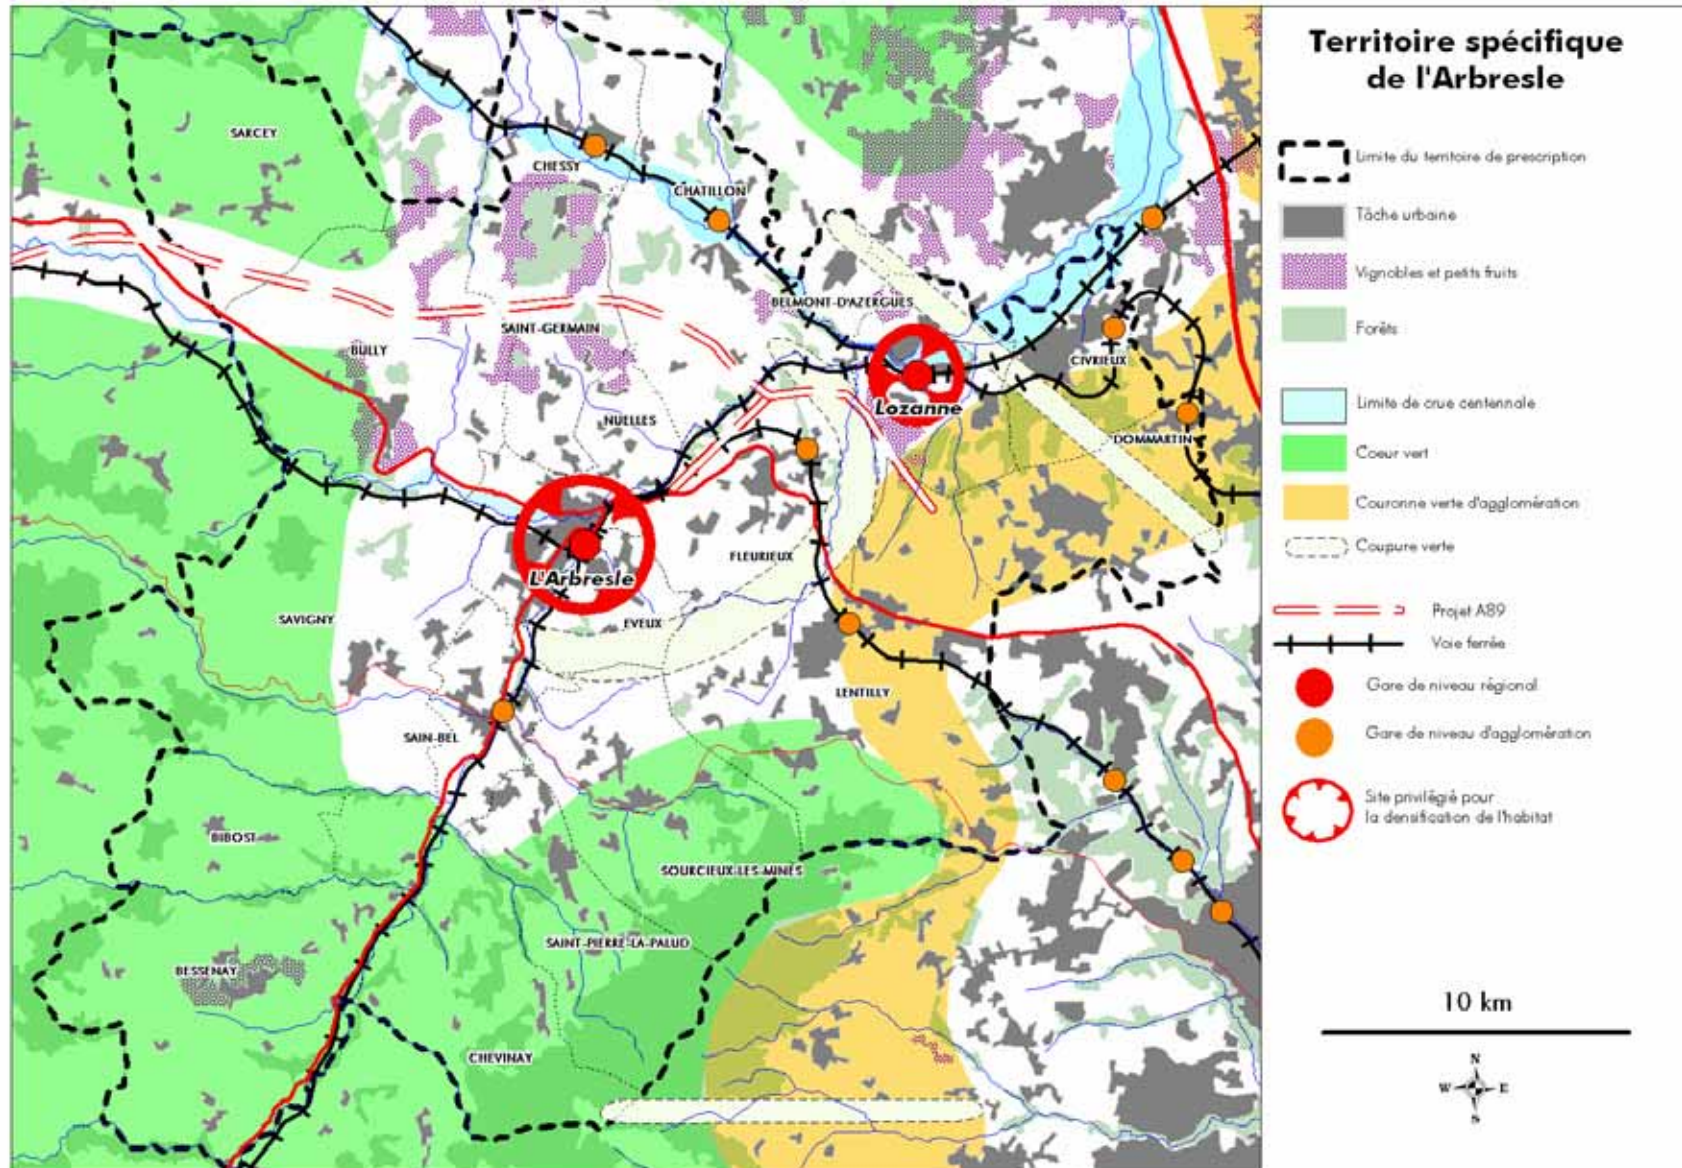 Territoire spécifique
de l'Arbresle
Limite du territoire de prescription
Tâche urbaine
Vignobles et petits fruits
Forêts
Limite de crue centennale
Coeur vert
Couronne verte d'agglomération
Coupure verte
Projet A89
Voie ferrée
Gare de niveau régional
Gare de niveau d'agglomération
Site privilégié pour
la densification de l'habitat
10 km
N
W E
S
SARCEY
CHESSY
CHATILLON
BELMONT-D'AZERGUES
SAINT-GERMAIN
BULLY
CIVRIEUX
Lozanne
NUELLES
DOMMARTIN
FLEURIEUX
L'Arbresle
SAVIGNY
EVEUX
LENTILLY
SAIN-BEL
BIBOST
SOURCIEUX-LES-MINES
SAINT-PIERRE-LA-PALUD
BESSENAY
CHEVINAY